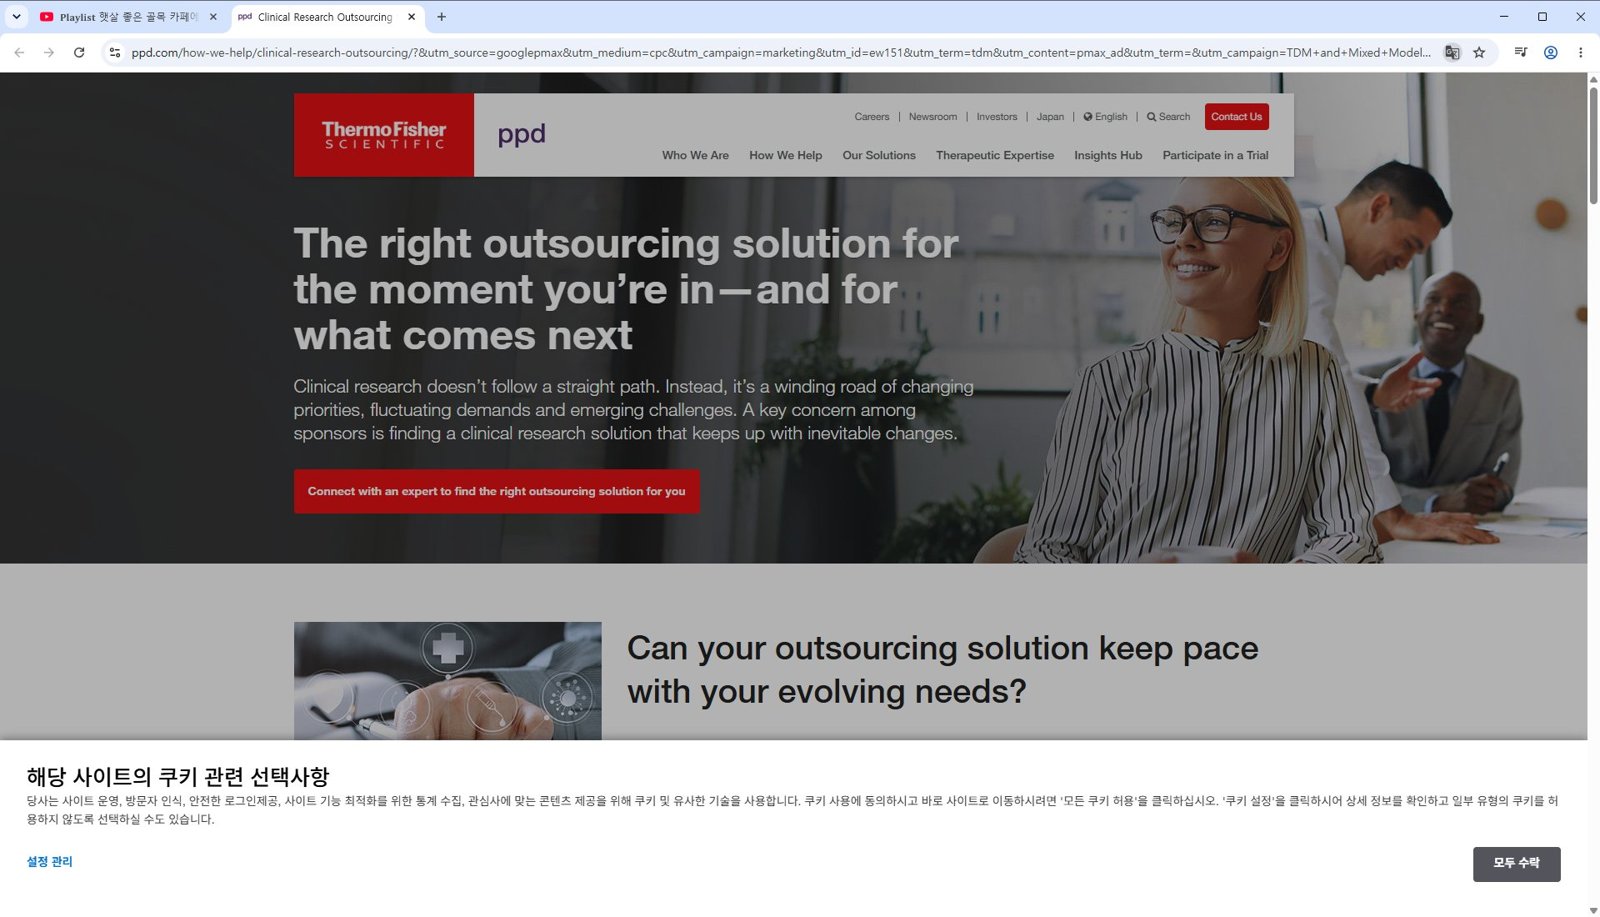 Playlist 햇살 좋은 골목 카페에
ppd Clinical Research Outsourcing
ppd.com/how-we-help/clinical-research-outsourcing/?&utm_source=googlepmax&utm_medium=cpc&utm_campaign=marketing&utm_id=ew151&utm_term=tdm&utm_content=pmax_ad&utm_term=&utm_campaign=TDM+and+Mixed+Model...
ThermoFisher
SCIENTIFIC
ppd
Careers | Newsroom | Investors | Japan | English | Search Contact Us
Who We Are How We Help Our Solutions Therapeutic Expertise Insights Hub Participate in a Trial
The right outsourcing solution for
the moment you’re in—and for
what comes next
Clinical research doesn’t follow a straight path. Instead, it’s a winding road of changing
priorities, fluctuating demands and emerging challenges. A key concern among
sponsors is finding a clinical research solution that keeps up with inevitable changes.
Connect with an expert to find the right outsourcing solution for you
Can your outsourcing solution keep pace
with your evolving needs?
해당 사이트의 쿠키 관련 선택사항
당사는 사이트 운영, 방문자 인식, 안전한 로그인제공, 사이트 기능 최적화를 위한 통계 수집, 관심사에 맞는 콘텐츠 제공을 위해 쿠키 및 유사한 기술을 사용합니다. 쿠키 사용에 동의하시고 바로 사이트로 이동하시려면 '모든 쿠키 허용'을 클릭하십시오. '쿠키 설정'을 클릭하시어 상세 정보를 확인하고 일부 유형의 쿠키를 허
용하지 않도록 선택하실 수도 있습니다.
설정 관리
모두 수락